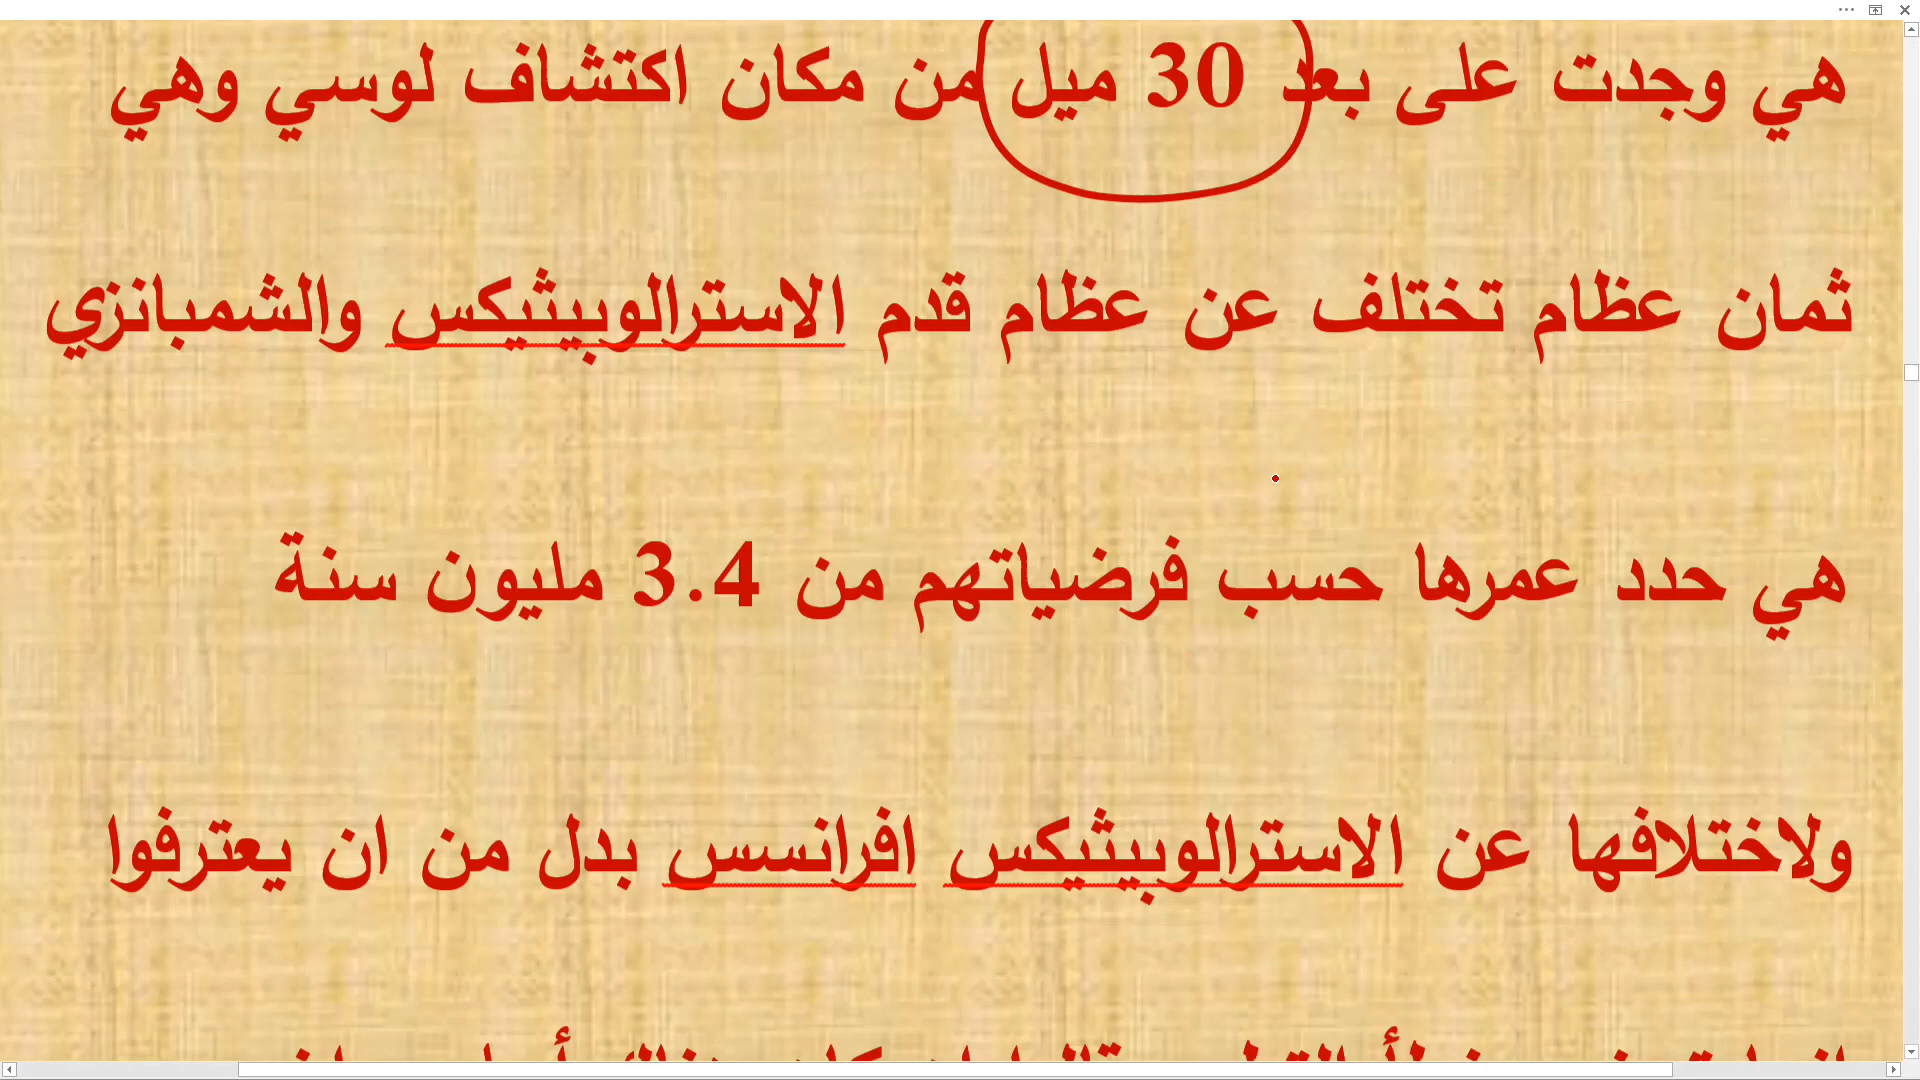 هي وجدت على بعد 30 ميل من مكان اكتشاف لوسي وهي
ثمان عظام تختلف عن عظام قدم الاسترالوبيثيكس والشمبانزي
هي حدد عمرها حسب فرضياتهم من 3.4 مليون سنة
ولاختلافها عن الاسترالوبيثيكس افرانسس بدل من ان يعترفوا